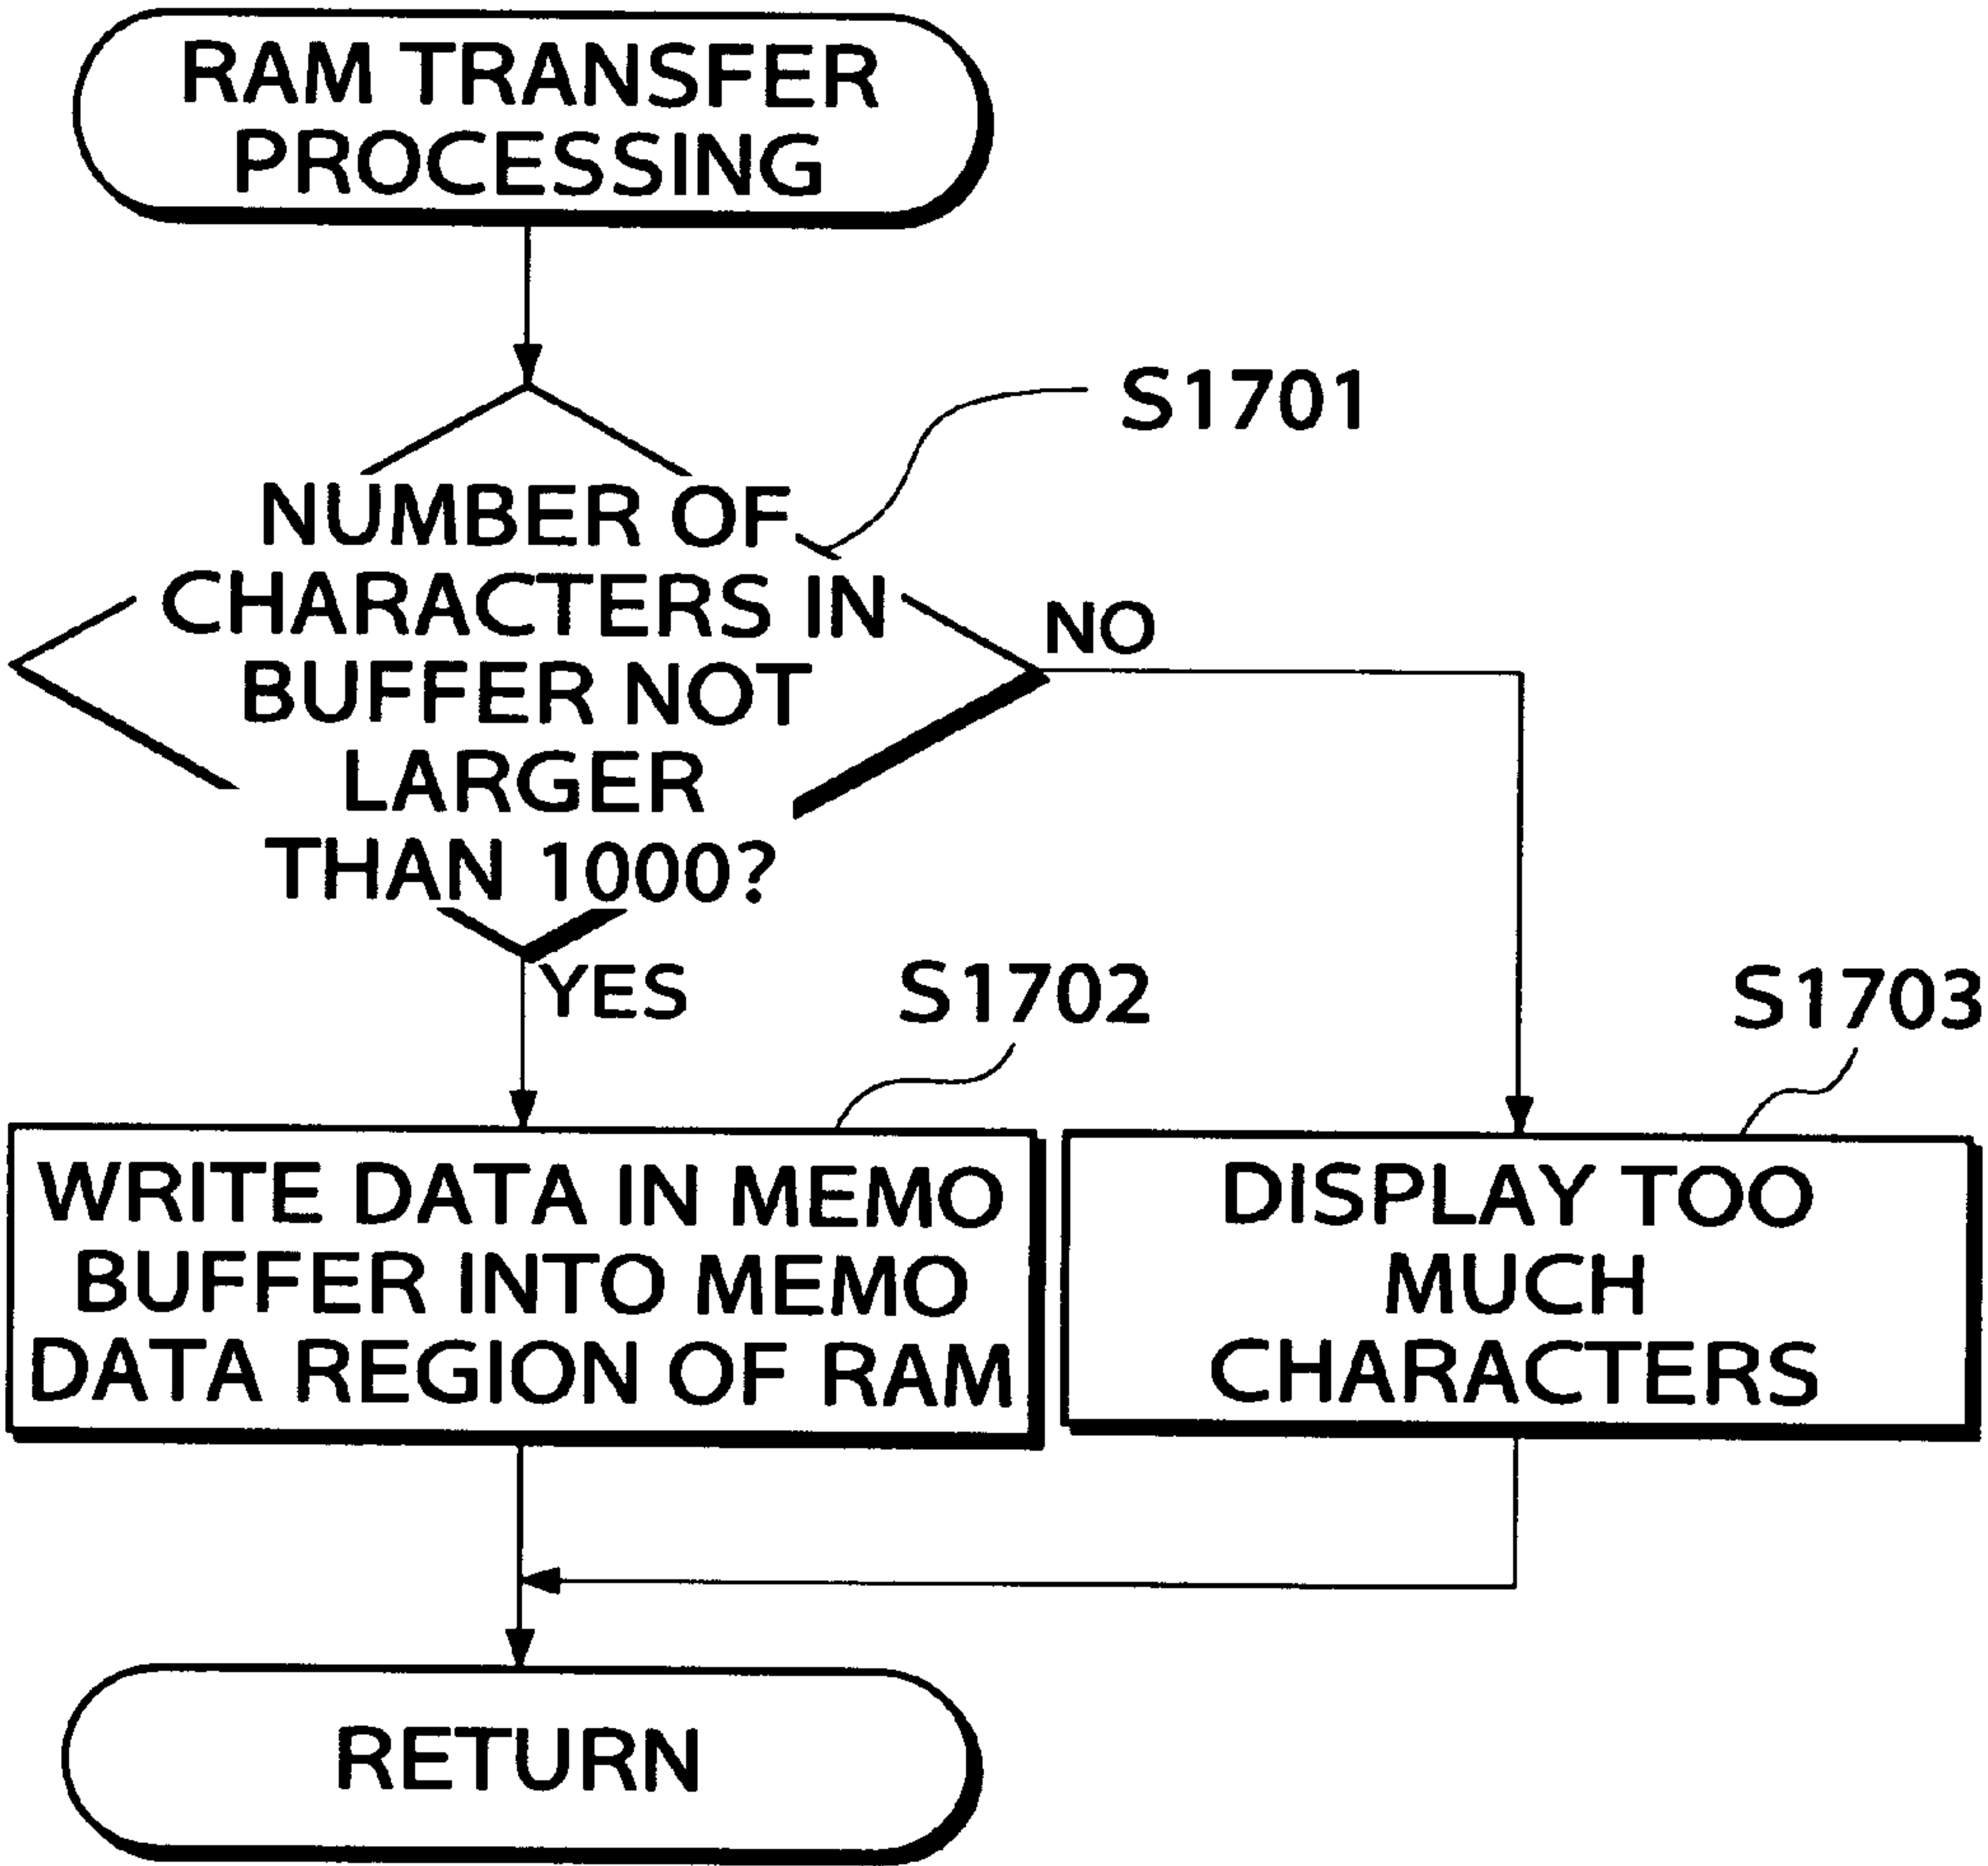 RAM TRANSFER
PROCESSING
S1701
NUMBER OF
CHARACTERS IN
BUFFER NOT
LARGER
THAN 1000?
NO
YES
S1702
S1703
WRITE DATA IN MEMO
BUFFER INTO MEMO
DATA REGION OF RAM
DISPLAY TOO
MUCH
CHARACTERS
RETURN